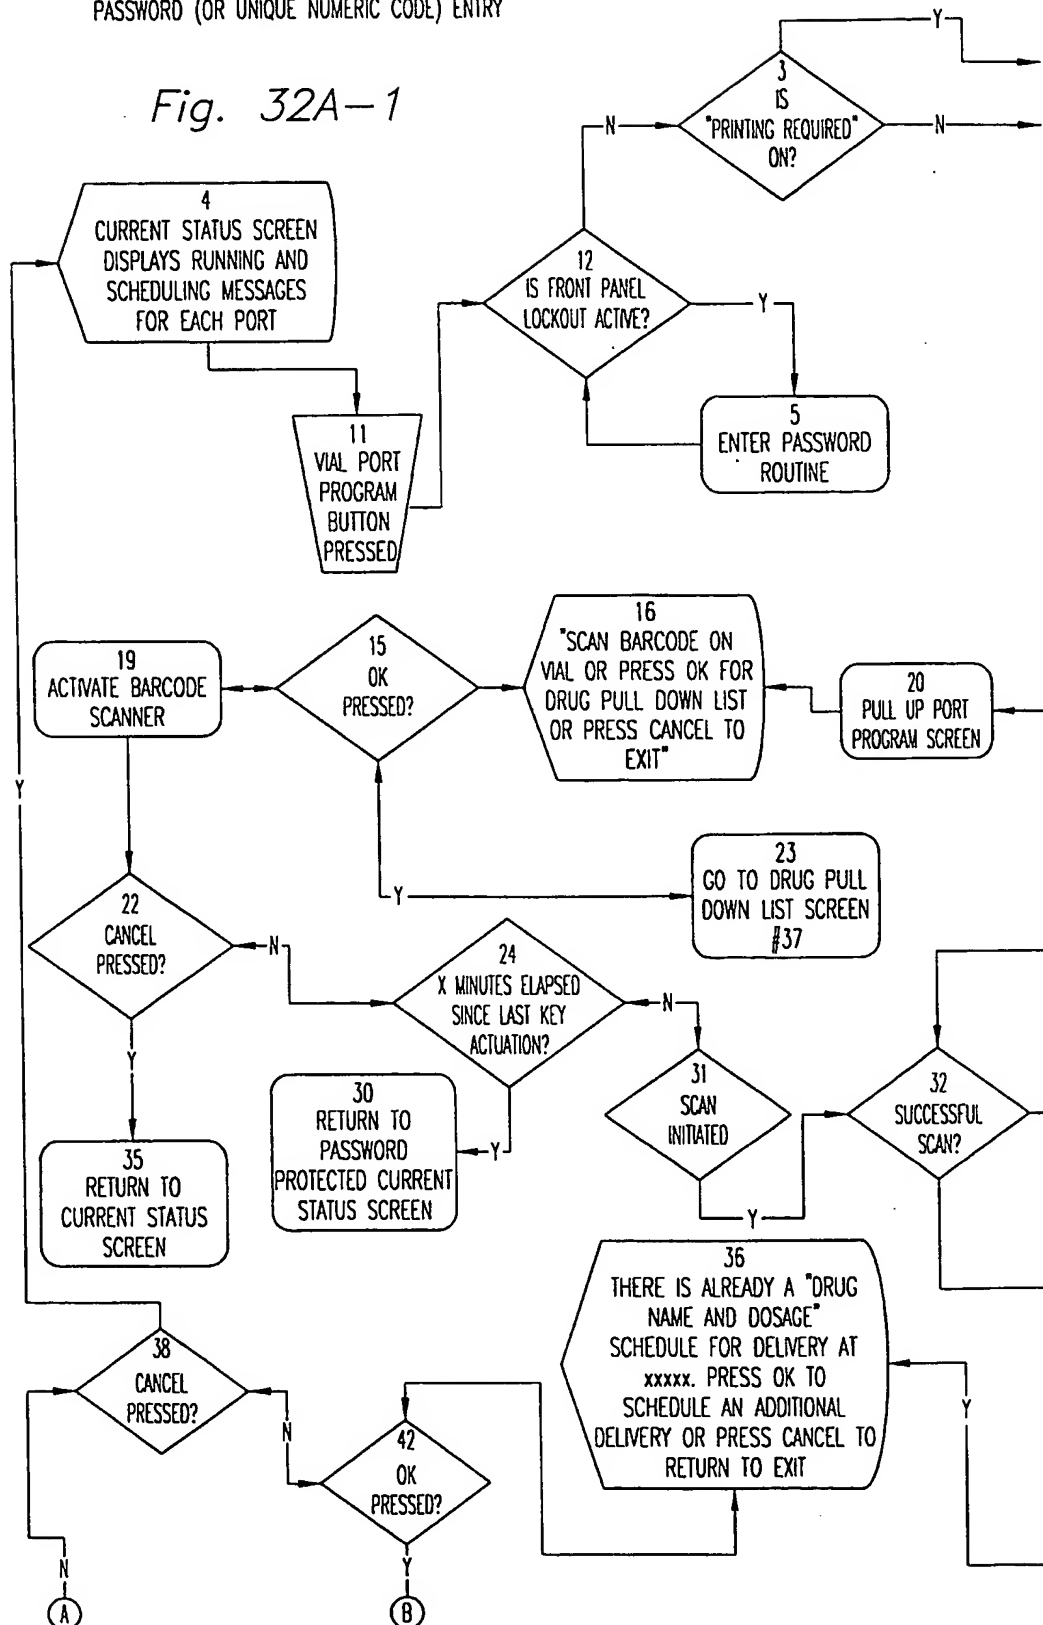 PASSWORD (OR UNIQUE NUMERIC CODE) ENTRY
Fig. 32A-1
Y
3
IS
"PRINTING REQUIRED"
ON?
N
N
4
CURRENT STATUS SCREEN
DISPLAYS RUNNING AND
SCHEDULING MESSAGES
FOR EACH PORT
12
IS FRONT PANEL
LOCKOUT ACTIVE?
Y
5
ENTER PASSWORD
ROUTINE
11
VIAL PORT
PROGRAM
BUTTON
PRESSED
19
ACTIVATE BARCODE
SCANNER
15
OK
PRESSED?
16
"SCAN BARCODE ON
VIAL OR PRESS OK FOR
DRUG PULL DOWN LIST
OR PRESS CANCEL TO
EXIT"
20
PULL UP PORT
PROGRAM SCREEN
Y
Y
23
GO TO DRUG PULL
DOWN LIST SCREEN
#37
22
CANCEL
PRESSED?
N
24
X MINUTES ELAPSED
SINCE LAST KEY
ACTUATION?
N
31
SCAN
INITIATED
32
SUCCESSFUL
SCAN?
Y
Y
Y
30
RETURN TO
PASSWORD
PROTECTED CURRENT
STATUS SCREEN
35
RETURN TO
CURRENT STATUS
SCREEN
36
THERE IS ALREADY A "DRUG
NAME AND DOSAGE"
SCHEDULE FOR DELIVERY AT
xxxxx. PRESS OK TO
SCHEDULE AN ADDITIONAL
DELIVERY OR PRESS CANCEL TO
RETURN TO EXIT
Y
38
CANCEL
PRESSED?
N
42
OK
PRESSED?
N
Y
A
B